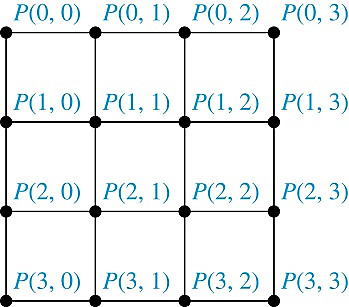 P(0, 0) P(0, 1) P(0, 2) P(0, 3)
P(1, 0) P(1, 1) P(1, 2) P(1, 3)
P(2, 0) P(2, 1) P(2, 2) P(2, 3)
P(3, 0) P(3, 1) P(3, 2) P(3, 3)